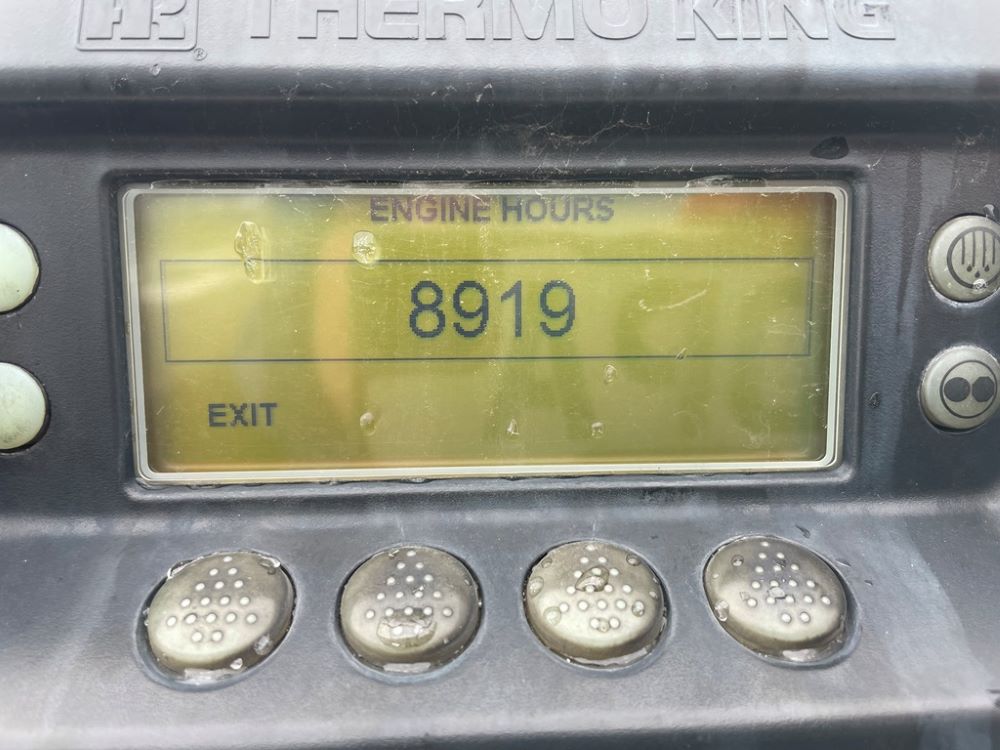 THERMO KING
ENGINE HOURS
8919
EXIT